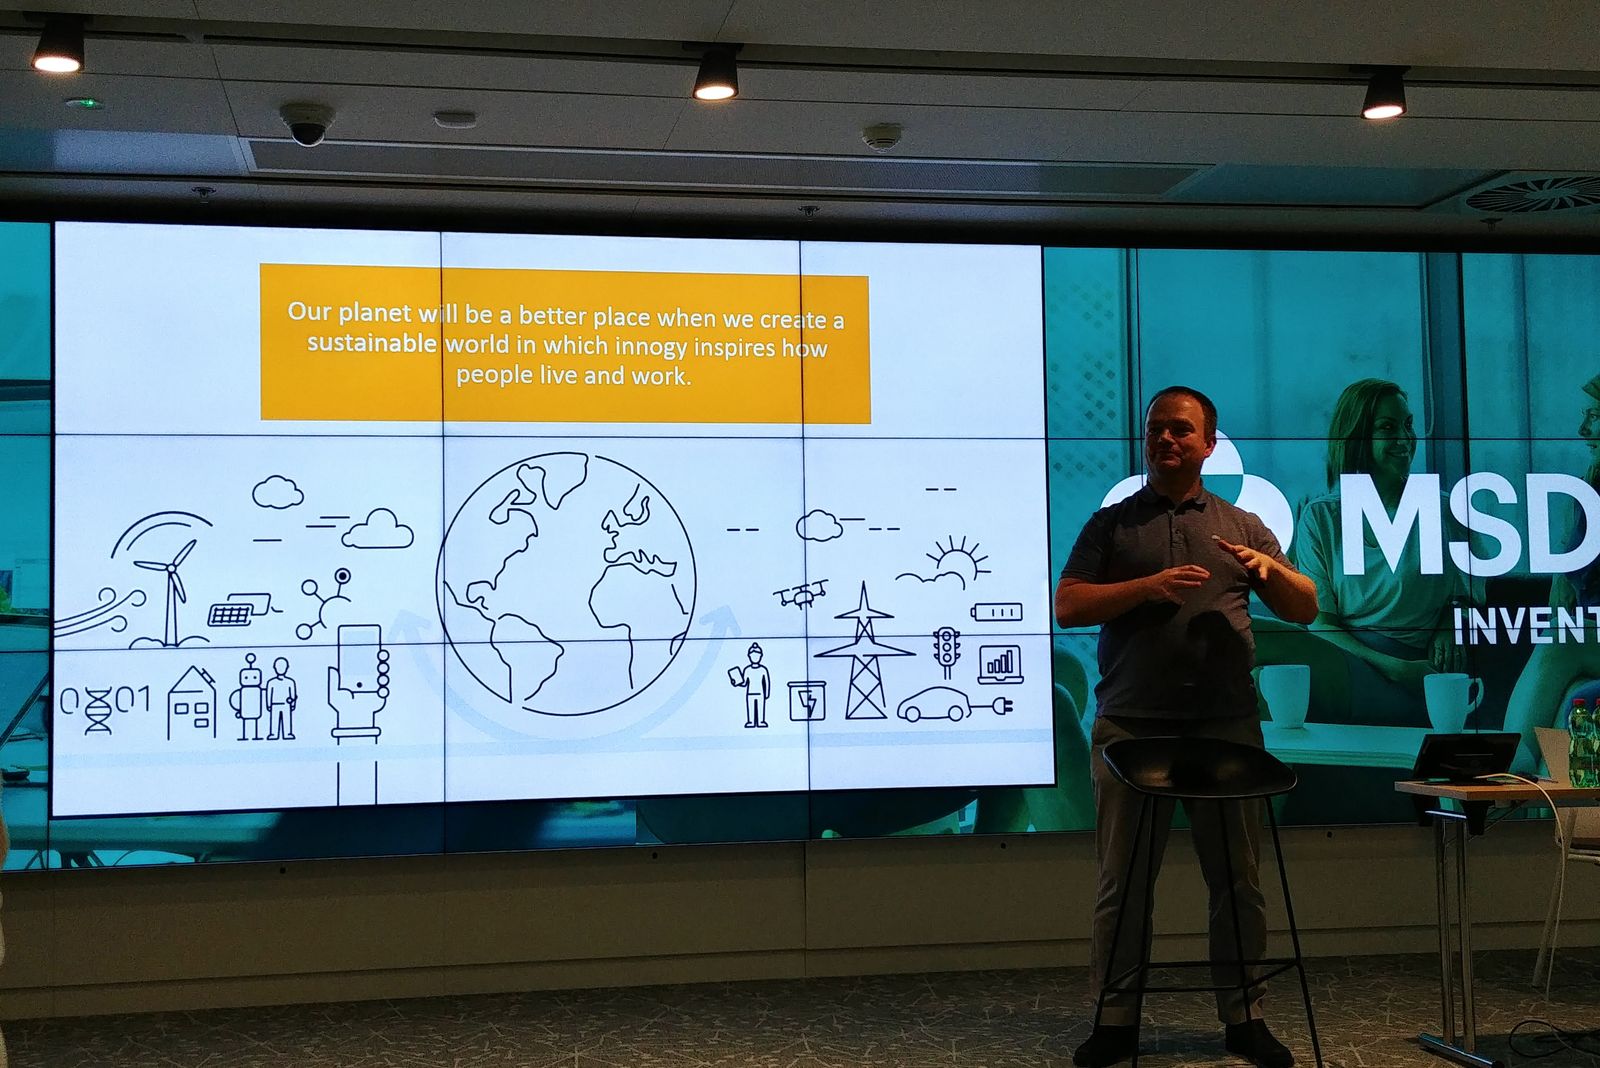 Our planet will be a better place when we create a
sustainable world in which innogy inspires how
people live and work.
MSD
INVENT
0 01